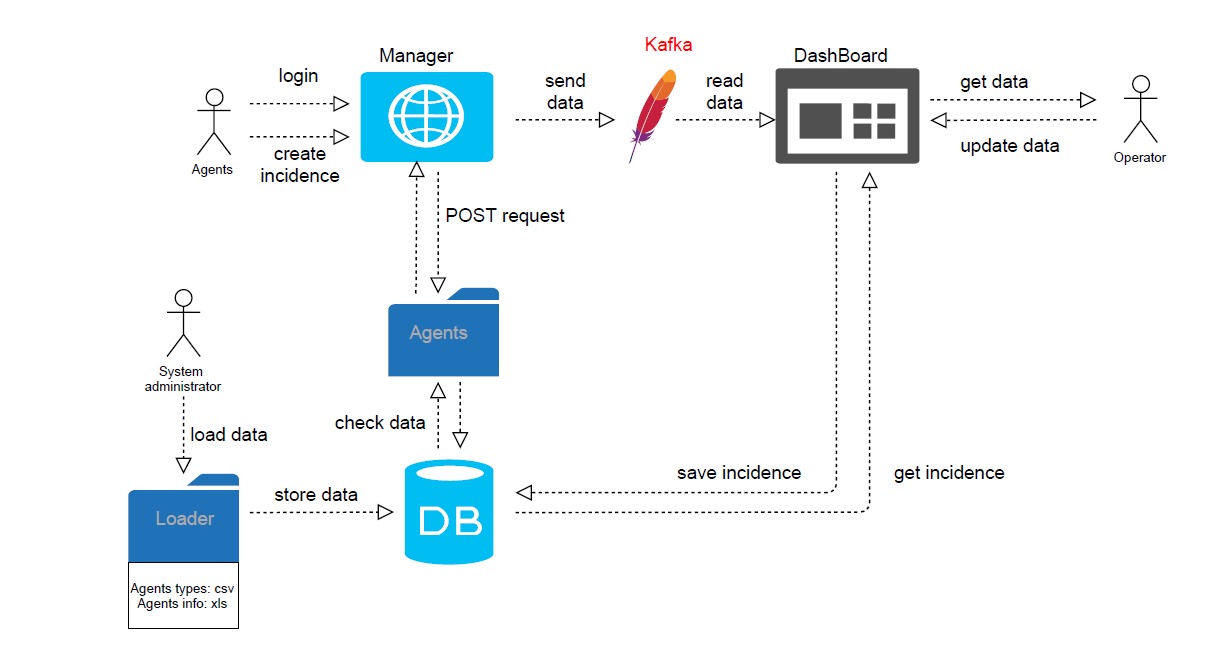 Manager
Kafka
DashBoard
login
send
data
read
data
get data
create
incidence
update data
Agents
Operator
POST request
Agents
System
administrator
check data
load data
save incidence
get incidence
store data
Loader
DB
Agents types: csv
Agents info: xls